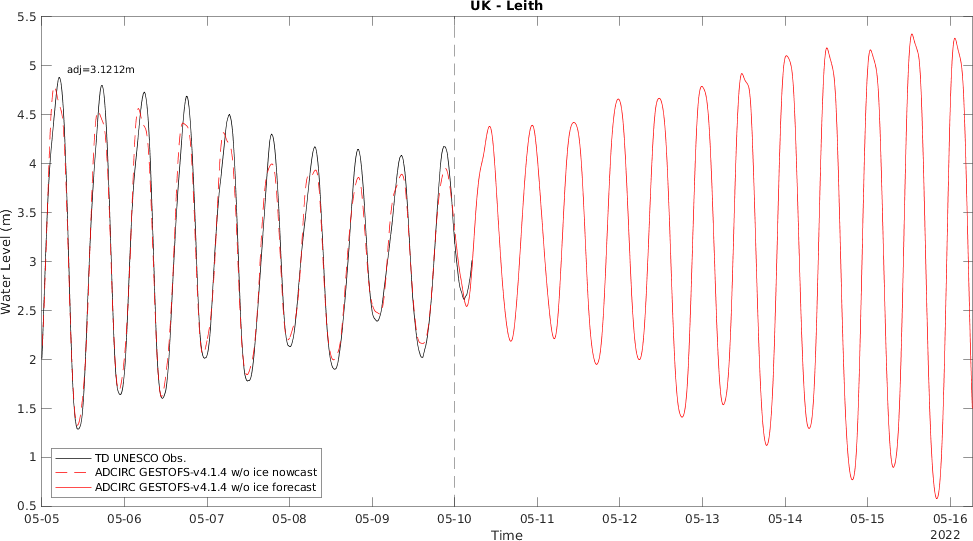 UK - Leith
5.5
5
4.5
4
3.5
3
2.5
2
1.5
1
0.5
Water Level (m)
adj=3.1212m
TD UNESCO Obs.
ADCIRC GESTOFS-v4.1.4 w/o ice nowcast
ADCIRC GESTOFS-v4.1.4 w/o ice forecast
05-05 05-06 05-07 05-08 05-09 05-10 05-11 05-12 05-13 05-14 05-15 05-16
Time
2022